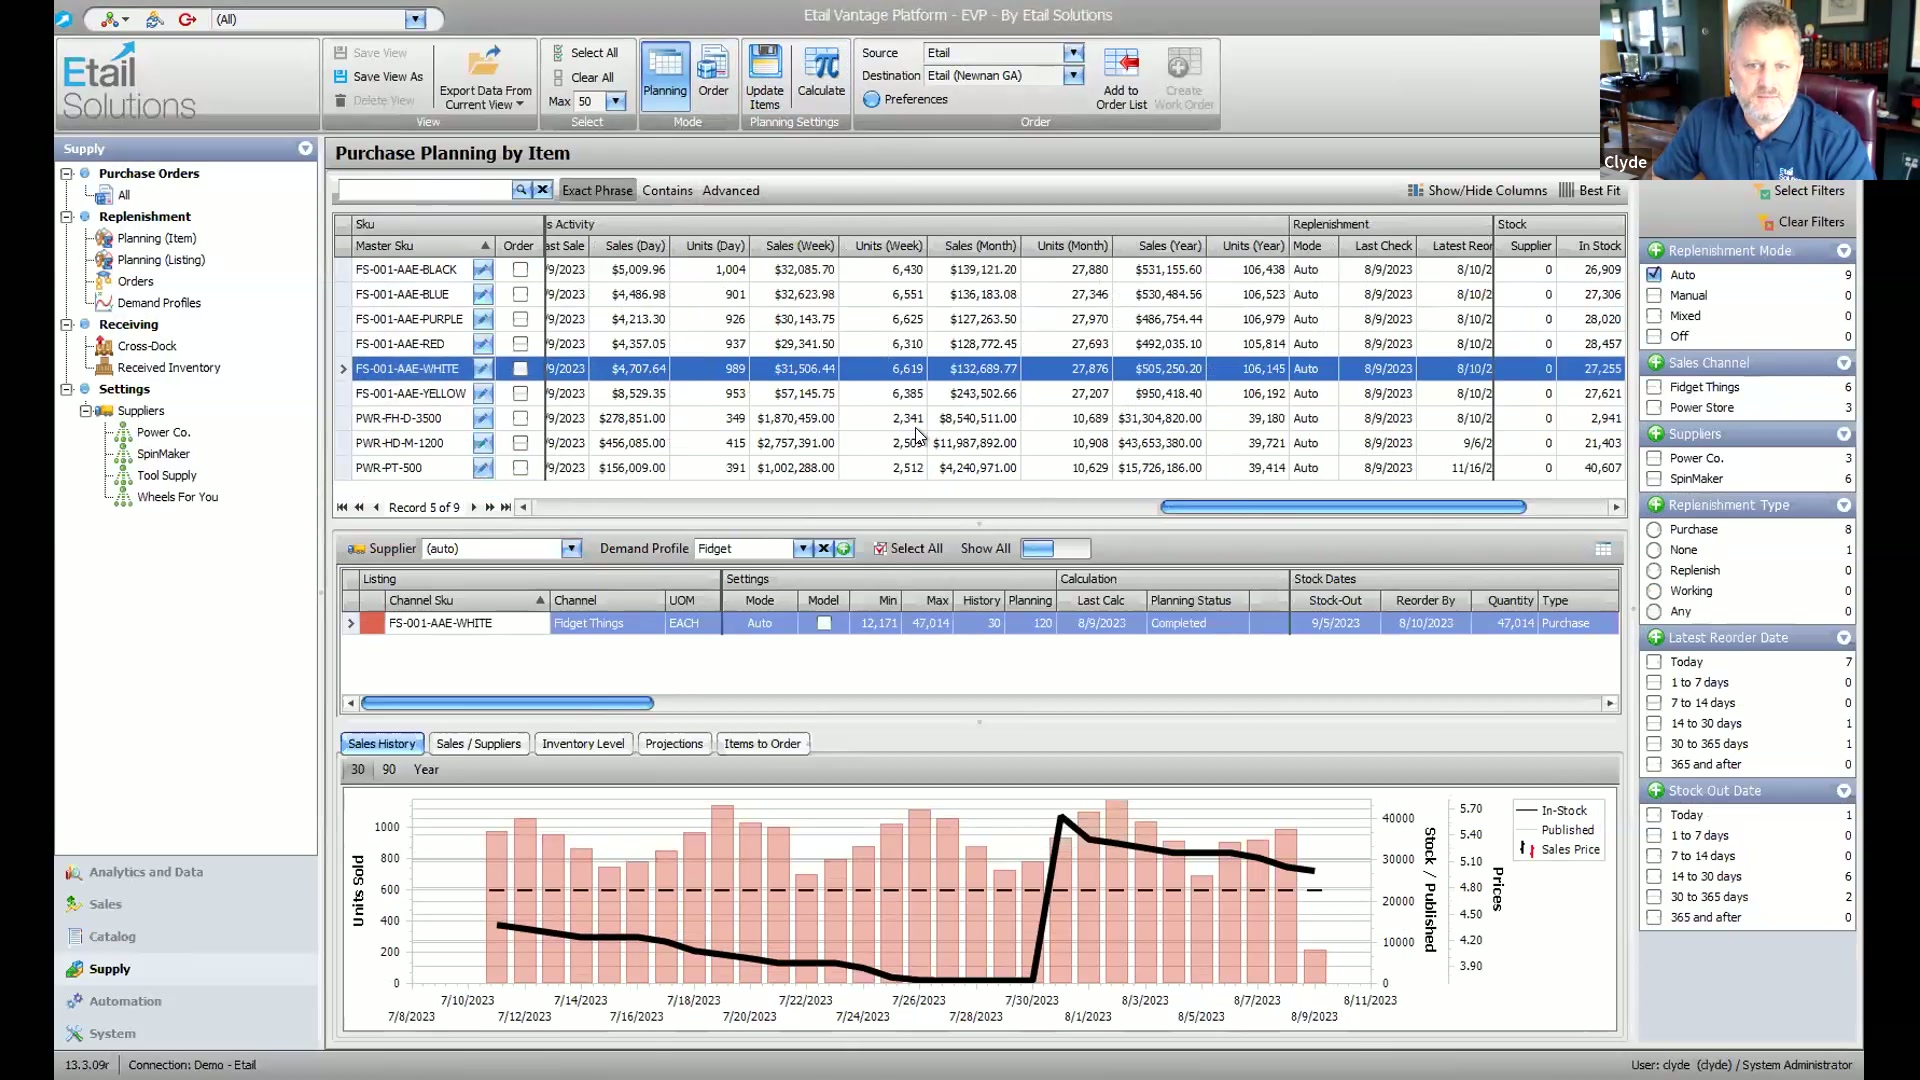 (All)
Etail Vantage Platform - EVP - By Etail Solutions
Etail
Solutions
Save View
Save View As
Delete View
Export Data From
Current View
View
Select All
Clear All
Max 50
Select
Planning
Order
Mode
Update
Items
Calculate
Planning Settings
Source Etail
Destination Etail (Newnan GA)
Preferences
Add to
Order List
Create
Work Order
Order
Clyde
Supply
Purchase Orders
All
Replenishment
Planning (Item)
Planning (Listing)
Orders
Demand Profiles
Receiving
Cross-Dock
Received Inventory
Settings
Suppliers
Power Co.
SpinMaker
Tool Supply
Wheels For You
Analytics and Data
Sales
Catalog
Supply
Automation
System
Purchase Planning by Item
Exact Phrase Contains Advanced Show/Hide Columns Best Fit
Sku s Activity Replenishment Stock
Master Sku Order ast Sale Sales (Day) Units (Day) Sales (Week) Units (Week) Sales (Month) Units (Month) Sales (Year) Units (Year) Mode Last Check Latest Reor Supplier In Stock
FS-001-AAE-BLACK /9/2023 $5,009.96 1,004 $32,085.70 6,430 $139,121.20 27,880 $531,155.60 106,438 Auto 8/9/2023 8/10/2 0 26,909
FS-001-AAE-BLUE /9/2023 $4,486.98 901 $32,623.98 6,551 $136,183.08 27,346 $530,484.56 106,523 Auto 8/9/2023 8/10/2 0 27,306
FS-001-AAE-PURPLE /9/2023 $4,213.30 926 $30,143.75 6,625 $127,263.50 27,970 $486,754.44 106,979 Auto 8/9/2023 8/10/2 0 28,020
FS-001-AAE-RED /9/2023 $4,357.05 937 $29,341.50 6,310 $128,772.45 27,693 $492,035.10 105,814 Auto 8/9/2023 8/10/2 0 28,457
FS-001-AAE-WHITE /9/2023 $4,707.64 989 $31,506.44 6,619 $132,689.77 27,876 $505,250.20 106,145 Auto 8/9/2023 8/10/2 0 27,255
FS-001-AAE-YELLOW /9/2023 $8,529.35 953 $57,145.75 6,385 $243,502.66 27,207 $950,418.40 106,192 Auto 8/9/2023 8/10/2 0 27,621
PWR-FH-D-3500 /9/2023 $278,851.00 349 $1,870,459.00 2,341 $8,540,511.00 10,689 $31,304,820.00 39,180 Auto 8/9/2023 8/10/2 0 2,941
PWR-HD-M-1200 /9/2023 $456,085.00 415 $2,757,391.00 $11,987,892.00 10,908 $43,653,380.00 39,721 Auto 8/9/2023 9/6/2 0 21,403
PWR-PT-500 /9/2023 $156,009.00 391 $1,002,288.00 2,512 $4,240,971.00 10,629 $15,726,186.00 39,414 Auto 8/9/2023 11/16/2 0 40,607
Record 5 of 9
Supplier (auto) Demand Profile Fidget Select All Show All
Listing Settings Calculation Stock Dates
Channel Sku Channel UOM Mode Model Min Max History Planning Last Calc Planning Status Stock-Out Reorder By Quantity Type
FS-001-AAE-WHITE Fidget Things EACH Auto 12,171 47,014 30 120 8/9/2023 Completed 9/5/2023 8/10/2023 47,014 Purchase
Sales History Sales / Suppliers Inventory Level Projections Items to Order
30 90 Year
Units Sold
1000
800
600
400
200
0
7/10/2023 7/14/2023 7/18/2023 7/22/2023 7/26/2023 7/30/2023 8/3/2023 8/7/2023 8/11/2023
7/8/2023 7/12/2023 7/16/2023 7/20/2023 7/24/2023 7/28/2023 8/1/2023 8/5/2023 8/9/2023
40000
30000
20000
10000
0
Stock / Published
5.70
5.40
5.10
4.80
4.50
4.20
3.90
Prices
In-Stock
Published
Sales Price
Select Filters
Clear Filters
Replenishment Mode
Auto 9
Manual 0
Mixed 0
Off 0
Sales Channel
Fidget Things 6
Power Store 3
Suppliers
Power Co. 3
SpinMaker 6
Replenishment Type
Purchase 8
None 1
Replenish 0
Working 0
Any 0
Latest Reorder Date
Today 7
1 to 7 days 0
7 to 14 days 0
14 to 30 days 1
30 to 365 days 1
365 and after 0
Stock Out Date
Today 1
1 to 7 days 0
7 to 14 days 0
14 to 30 days 6
30 to 365 days 2
365 and after 0
13.3.09r Connection: Demo - Etail User: clyde (clyde) / System Administrator